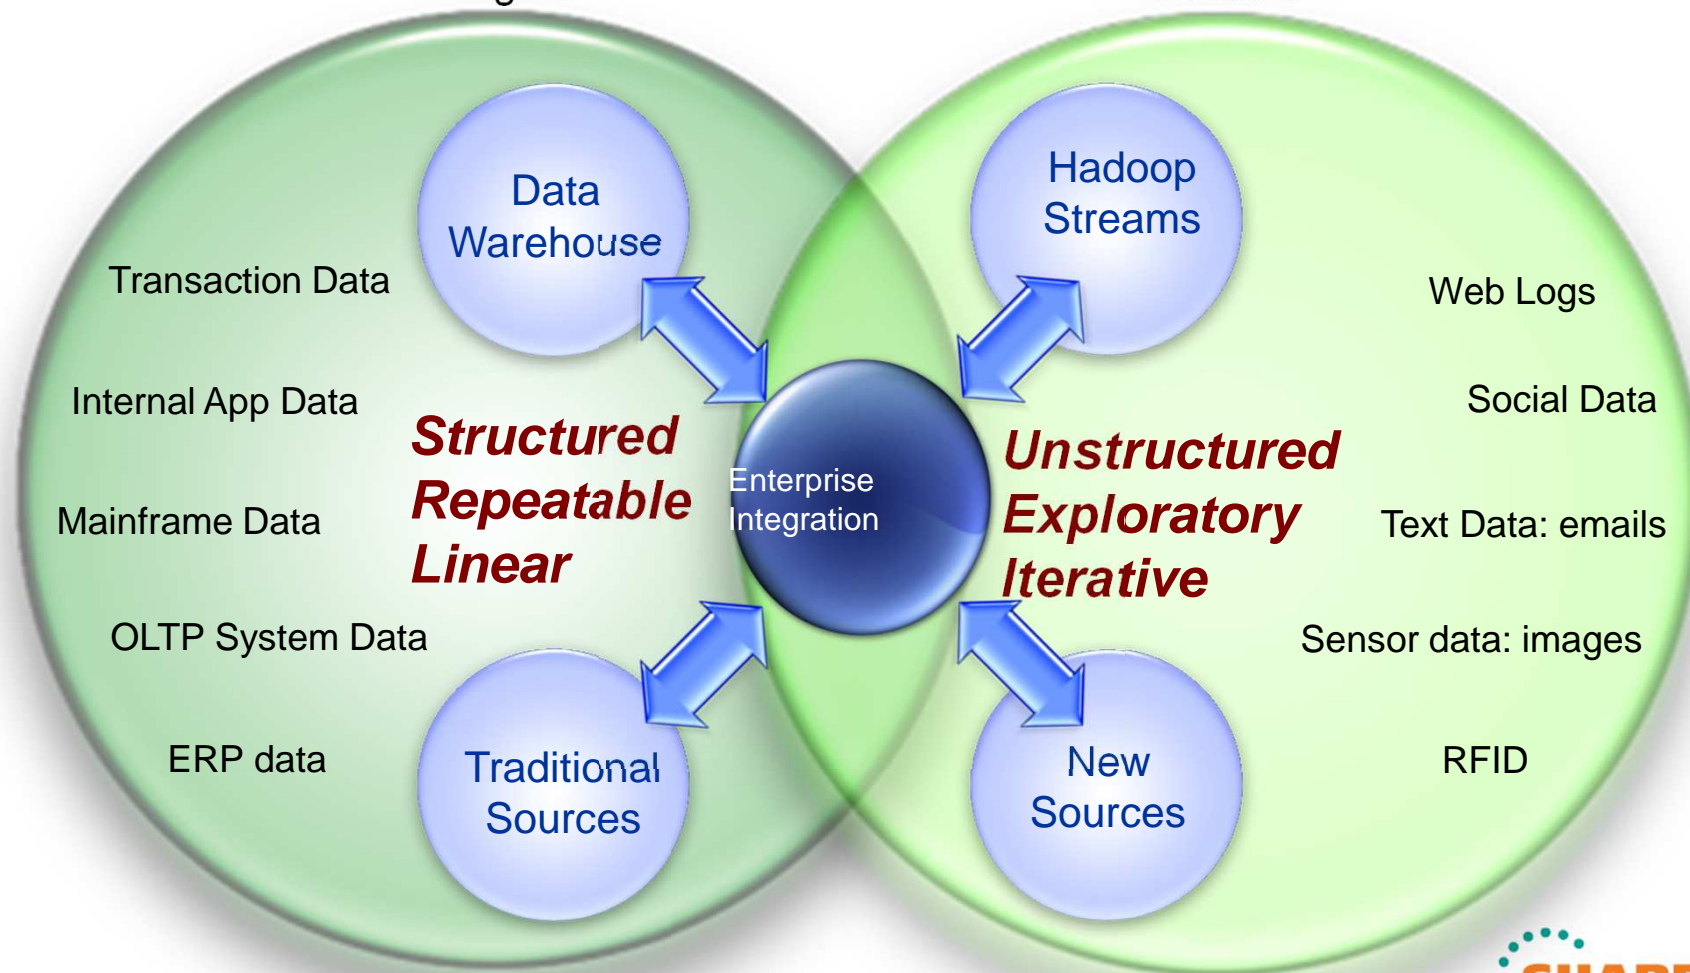 Data
Warehouse
Hadoop
Streams
Transaction Data
Internal App Data
Mainframe Data
OLTP System Data
ERP data
Structured
Repeatable
Linear
Enterprise
Integration
Unstructured
Exploratory
Iterative
Web Logs
Social Data
Text Data: emails
Sensor data: images
RFID
Traditional
Sources
New
Sources